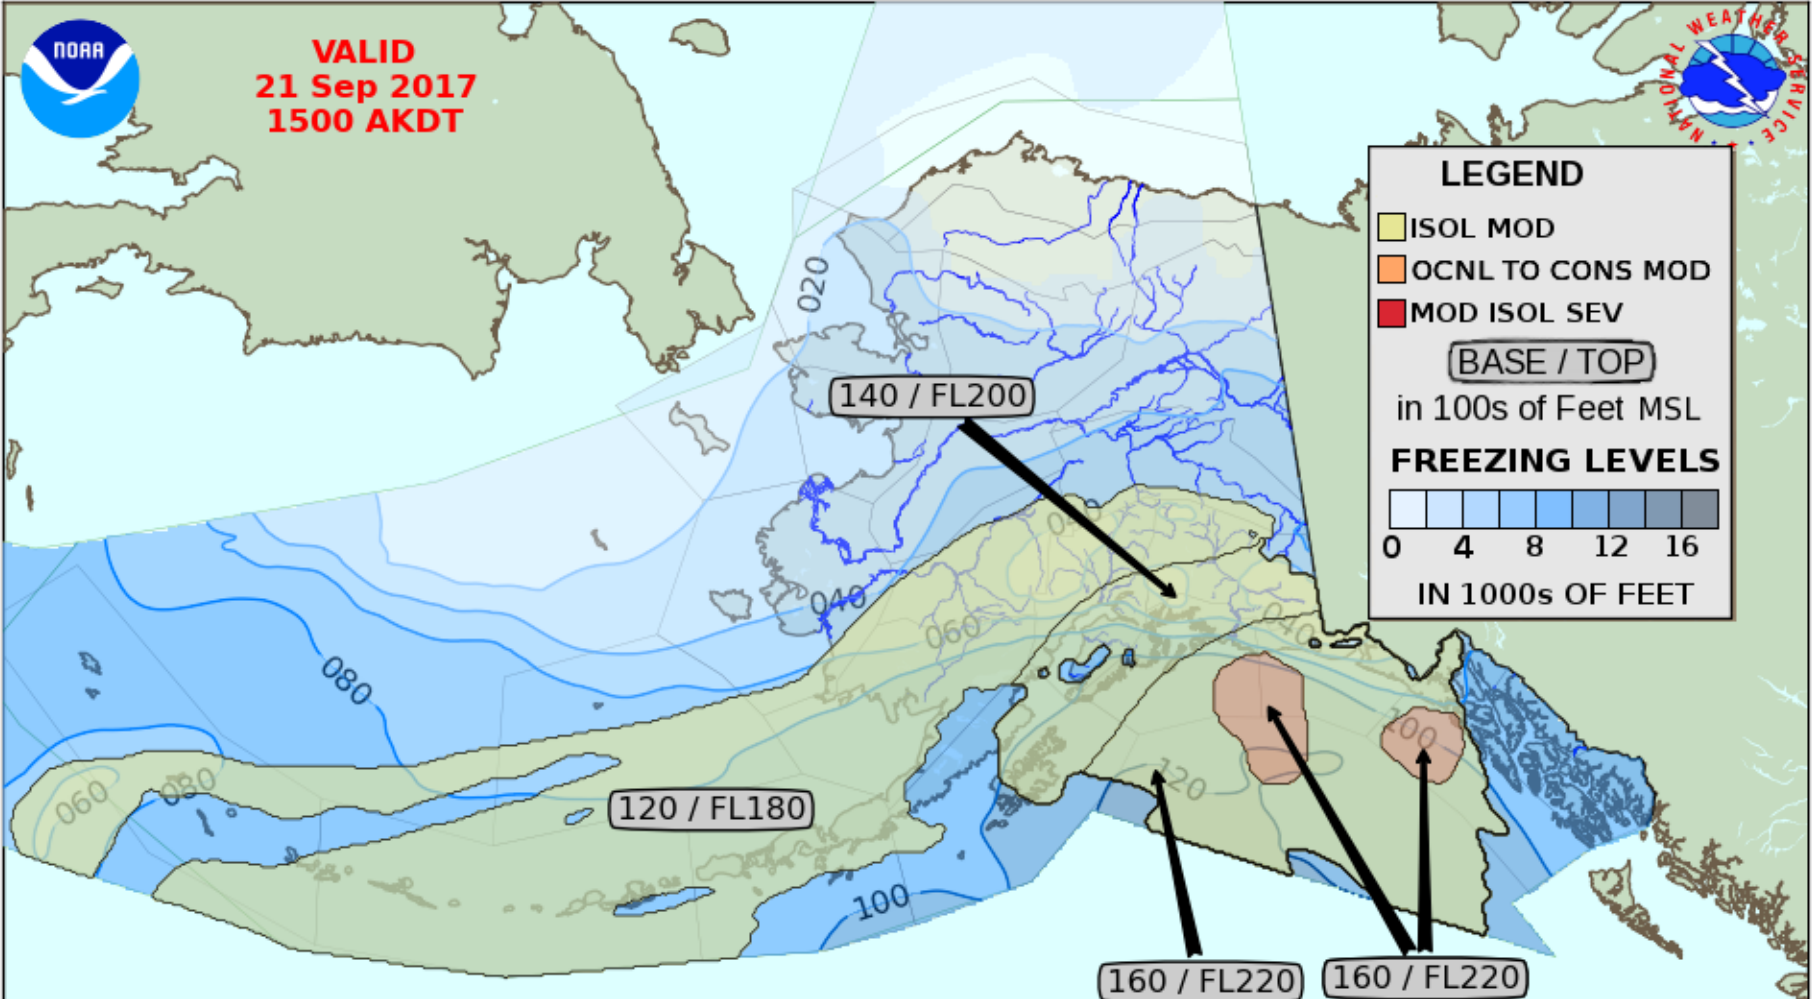 NOAA
VALID
21 Sep 2017
1500 AKDT
NATIONAL WEATHER SERVICE
LEGEND
ISOL MOD
OCNL TO CONS MOD
MOD ISOL SEV
BASE / TOP
in 100s of Feet MSL
FREEZING LEVELS
0 4 8 12 16
IN 1000s OF FEET
020
140 / FL200
040
040
060
040
080
100
120
080
060
120 / FL180
100
160 / FL220
160 / FL220